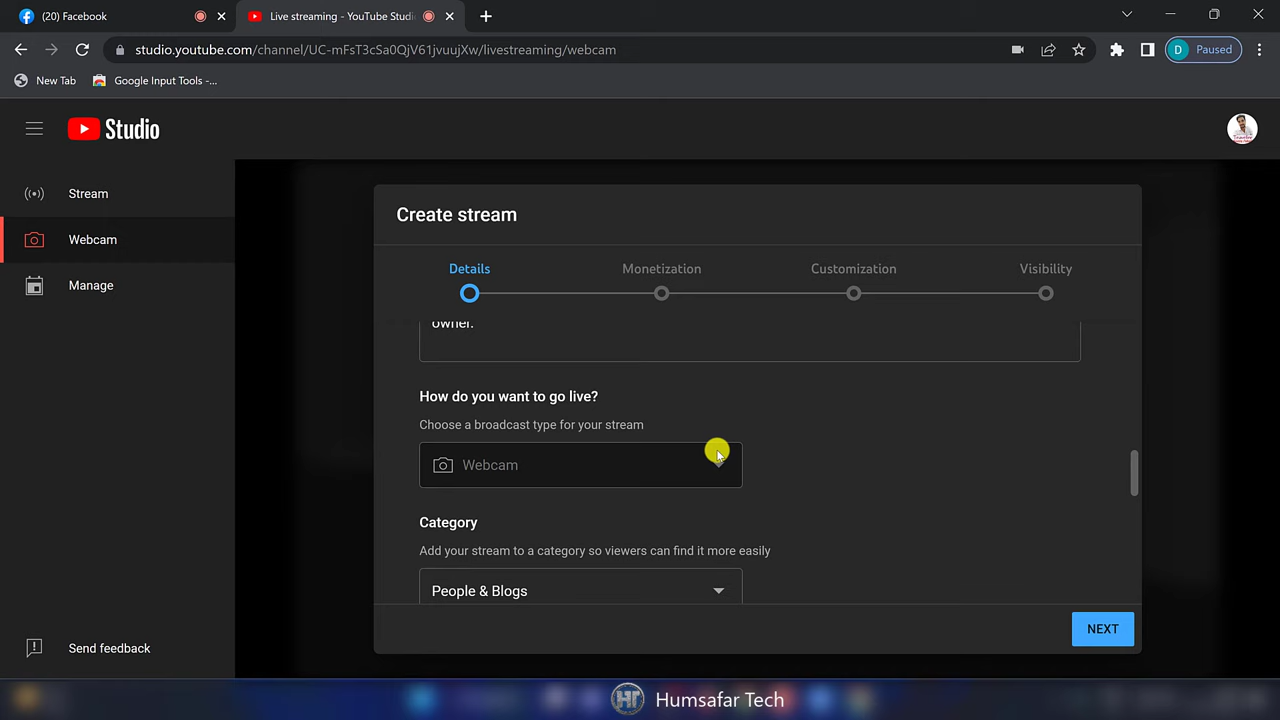 (20) Facebook
Live streaming - YouTube Studio
studio.youtube.com/channel/UC-mFsT3cSa0QjV61jvuujXw/livestreaming/webcam
D Paused
New Tab
Google Input Tools -...
Studio
Stream
Webcam
Manage
Send feedback
Create stream
Details
Monetization
Customization
Visibility
owner.
How do you want to go live?
Choose a broadcast type for your stream
Webcam
Category
Add your stream to a category so viewers can find it more easily
People & Blogs
NEXT
HT Humsafar Tech